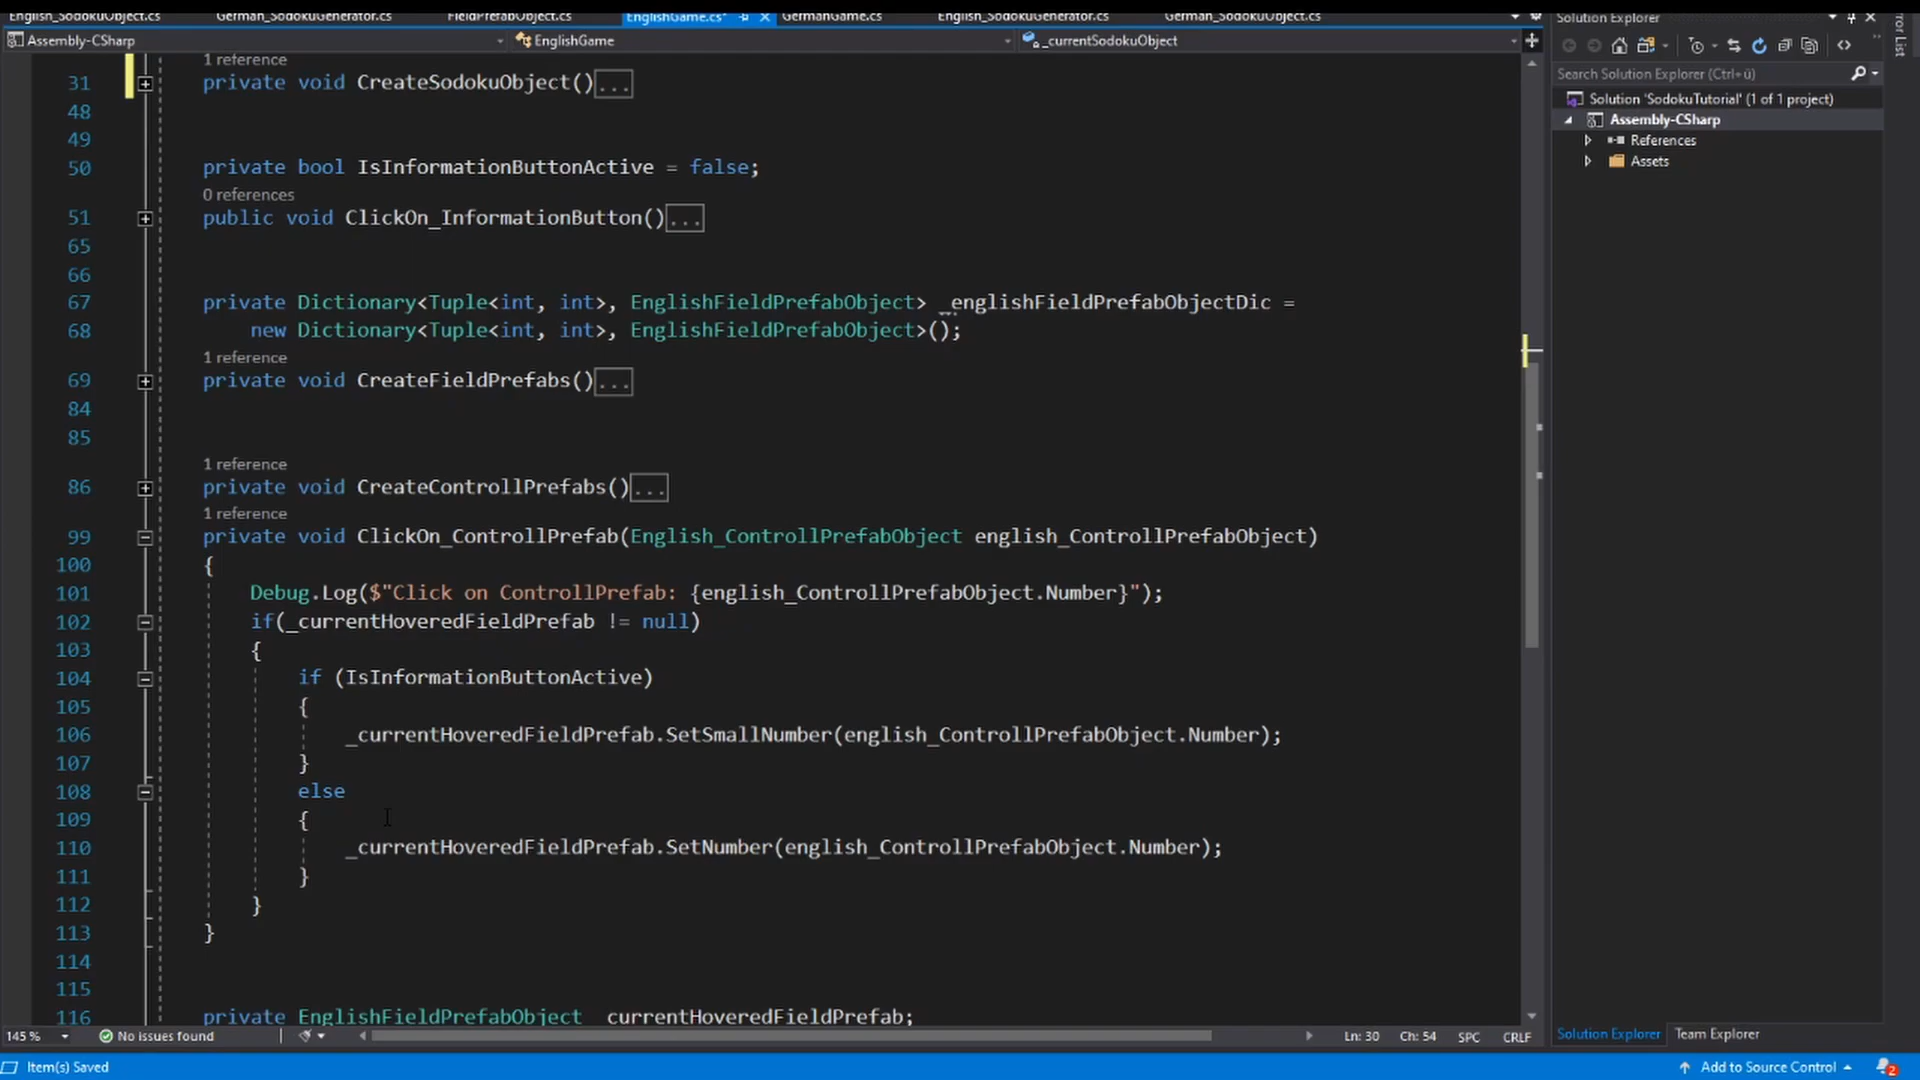 English_SodokuObject.cs German_SodokuGenerator.cs FieldPrefabObject.cs EnglishGame.cs* GermanGame.cs English_SodokuGenerator.cs German_SodokuObject.cs
Assembly-CSharp EnglishGame _currentSodokuObject
1 reference
31 private void CreateSodokuObject()...
48
49
50 private bool IsInformationButtonActive = false;
0 references
51 public void ClickOn_InformationButton()...
65
66
67 private Dictionary<Tuple<int, int>, EnglishFieldPrefabObject> _englishFieldPrefabObjectDic =
68 new Dictionary<Tuple<int, int>, EnglishFieldPrefabObject>();
1 reference
69 private void CreateFieldPrefabs()...
84
85
1 reference
86 private void CreateControllPrefabs()...
1 reference
99 private void ClickOn_ControllPrefab(English_ControllPrefabObject english_ControllPrefabObject)
100 {
101 Debug.Log($"Click on ControllPrefab: {english_ControllPrefabObject.Number}");
102 if(_currentHoveredFieldPrefab != null)
103 {
104 if (IsInformationButtonActive)
105 {
106 _currentHoveredFieldPrefab.SetSmallNumber(english_ControllPrefabObject.Number);
107 }
108 else
109 {
110 _currentHoveredFieldPrefab.SetNumber(english_ControllPrefabObject.Number);
111 }
112 }
113 }
114
115
116 private EnglishFieldPrefabObject _currentHoveredFieldPrefab;
145 % No issues found Ln: 30 Ch: 54 SPC CRLF
Item(s) Saved
Solution Explorer
Search Solution Explorer (Ctrl+ü)
Solution 'SodokuTutorial' (1 of 1 project)
Assembly-CSharp
References
Assets
Solution Explorer Team Explorer
Add to Source Control 2